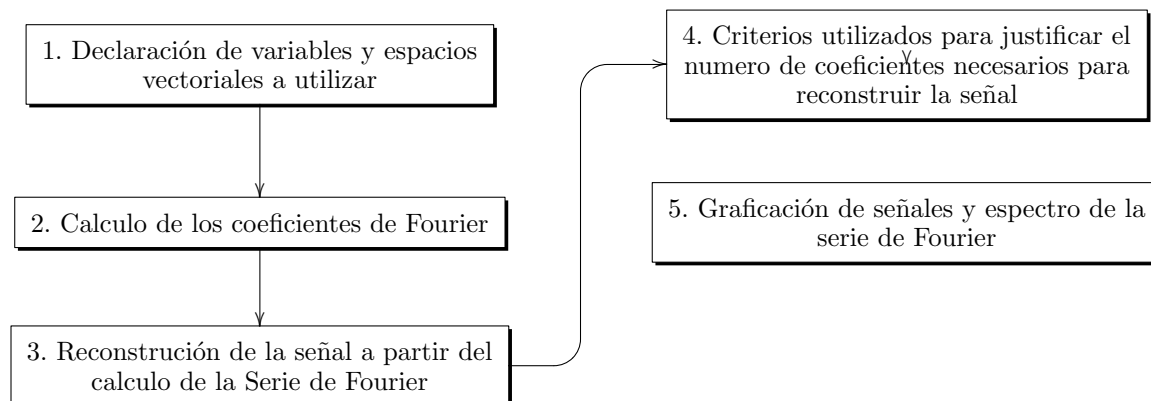 1. Declaración de variables y espacios
vectoriales a utilizar
2. Calculo de los coeficientes de Fourier
3. Reconstrución de la señal a partir del
calculo de la Serie de Fourier
4. Criterios utilizados para justificar el
numero de coeficientes necesarios para
reconstruir la señal
5. Graficación de señales y espectro de la
serie de Fourier